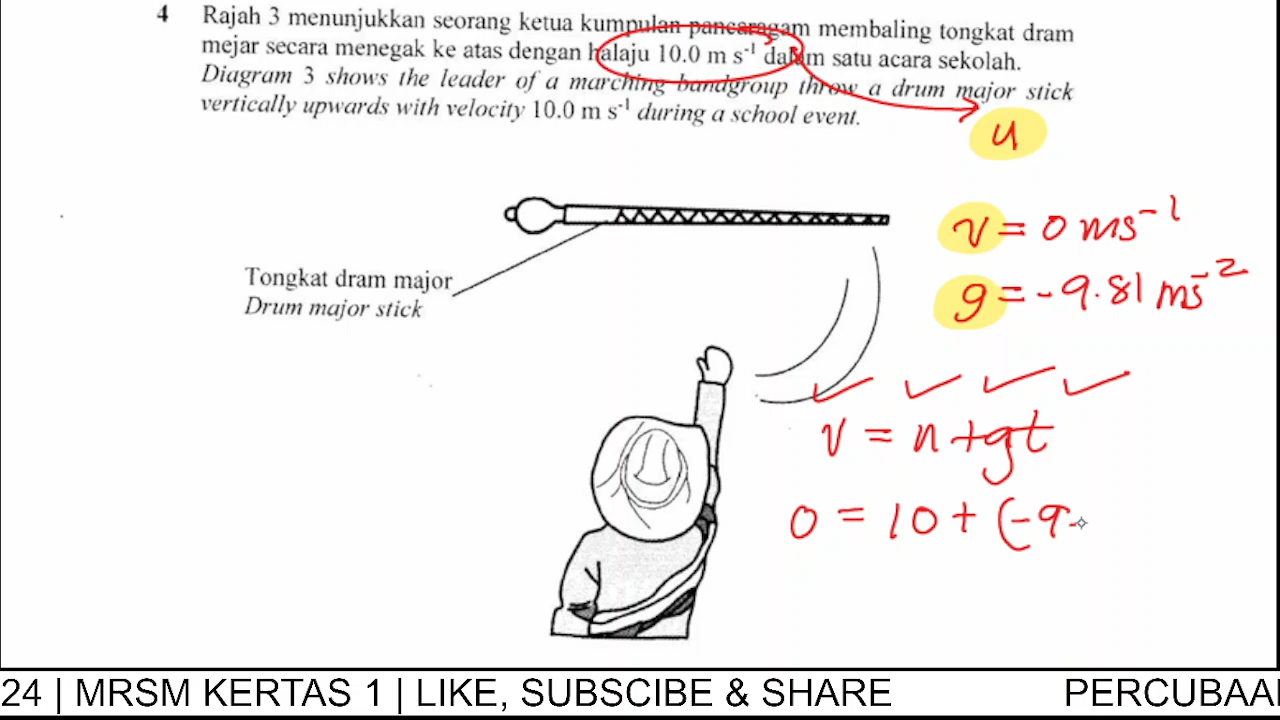 4 Rajah 3 menunjukkan seorang ketua kumpulan pancaragam membaling tongkat dram
mejar secara menegak ke atas dengan halaju 10.0 m s⁻¹ dalam satu acara sekolah.
Diagram 3 shows the leader of a marching bandgroup throw a drum major stick
vertically upwards with velocity 10.0 m s⁻¹ during a school event.
u
v = 0 ms⁻¹
g = -9.81 ms⁻²
Tongkat dram major
Drum major stick
v = u + gt
0 = 10 + (-9.
24 | MRSM KERTAS 1 | LIKE, SUBSCIBE & SHARE PERCUBAA